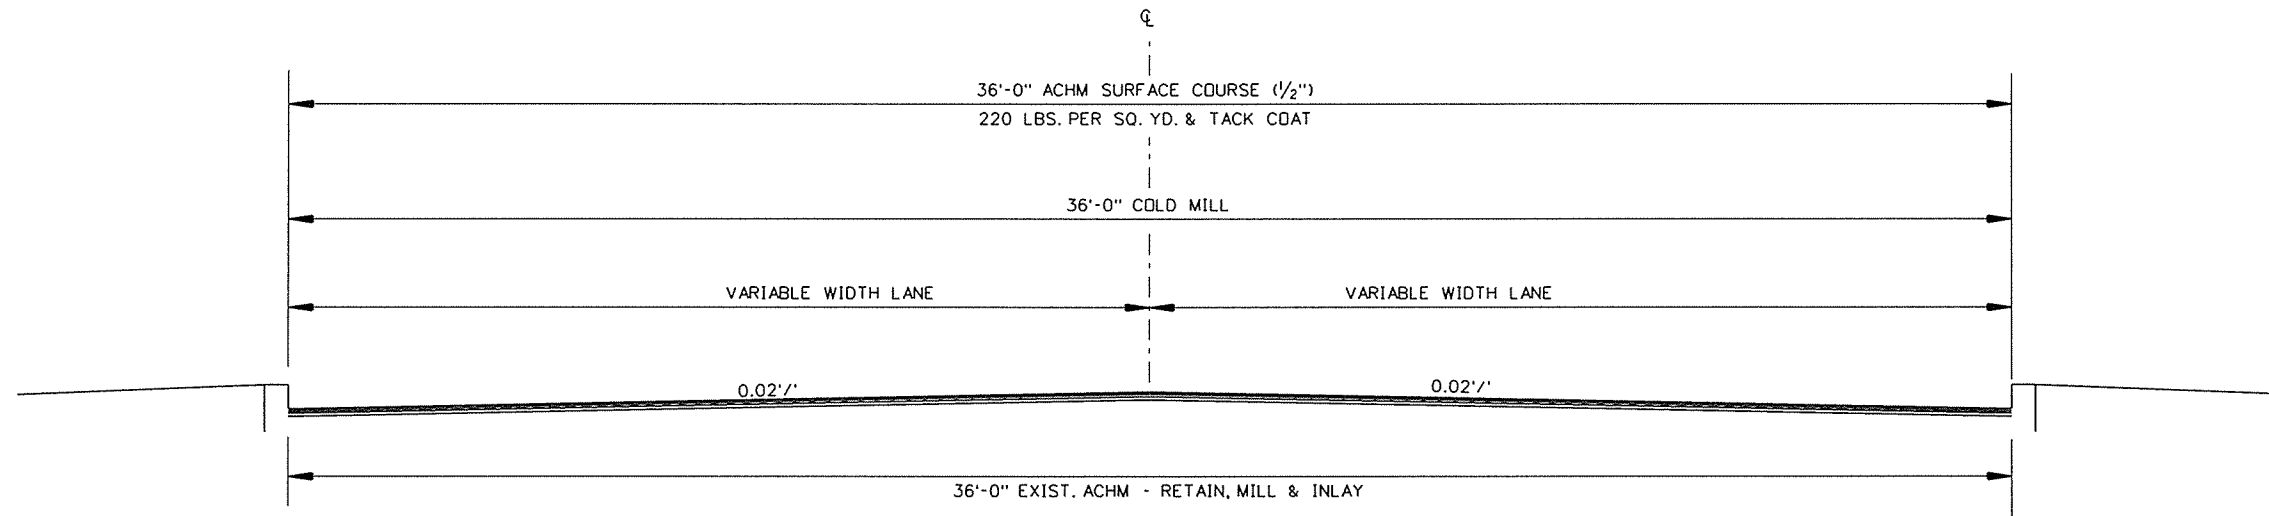 ℄
36'-0" ACHM SURFACE COURSE (1/2")
220 LBS. PER SQ. YD. & TACK COAT
36'-0" COLD MILL
VARIABLE WIDTH LANE
VARIABLE WIDTH LANE
0.02'/'
0.02'/'
36'-0" EXIST. ACHM - RETAIN, MILL & INLAY